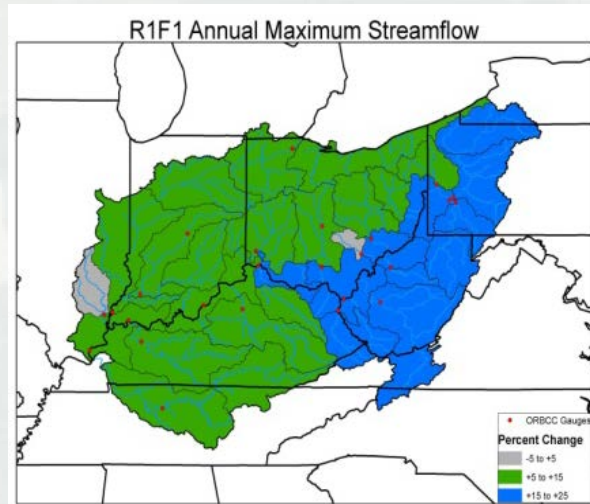 R1F1 Annual Maximum Streamflow
ORBCC Gauges
Percent Change
-5 to +5
+5 to +15
+15 to +25